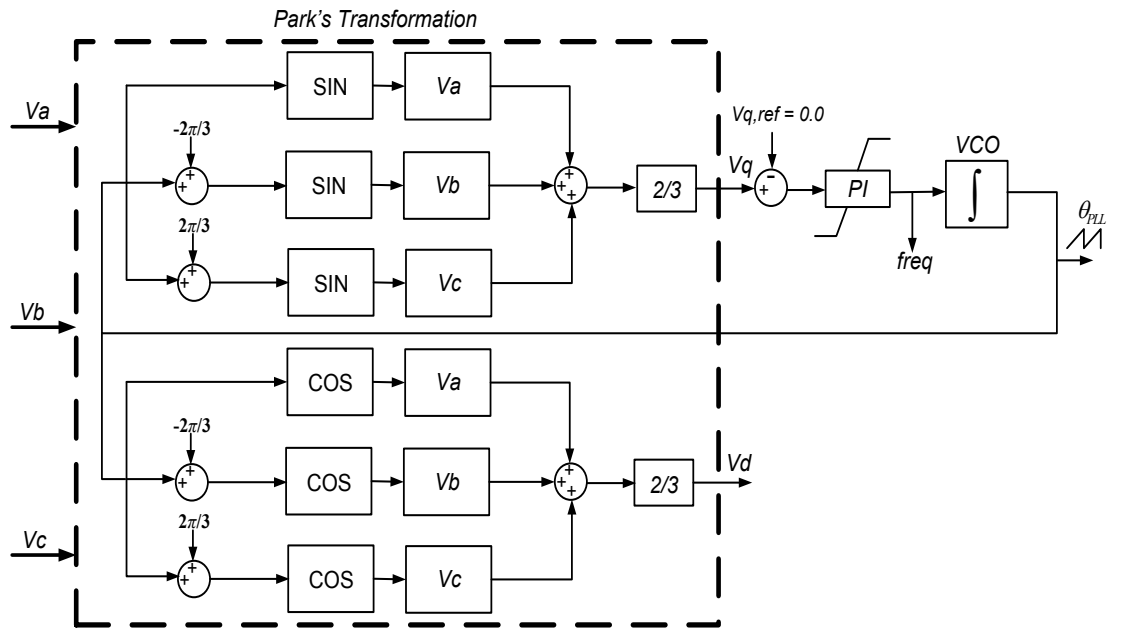 Park's Transformation
Va
SIN
Va
-2π/3
+
+
SIN
Vb
+
+
+
2/3
Vq
Vq,ref = 0.0
-
+
PI
VCO
∫
θPLL
freq
2π/3
+
+
SIN
Vc
Vb
COS
Va
-2π/3
+
+
COS
Vb
+
+
+
2/3
Vd
2π/3
+
+
COS
Vc
Vc